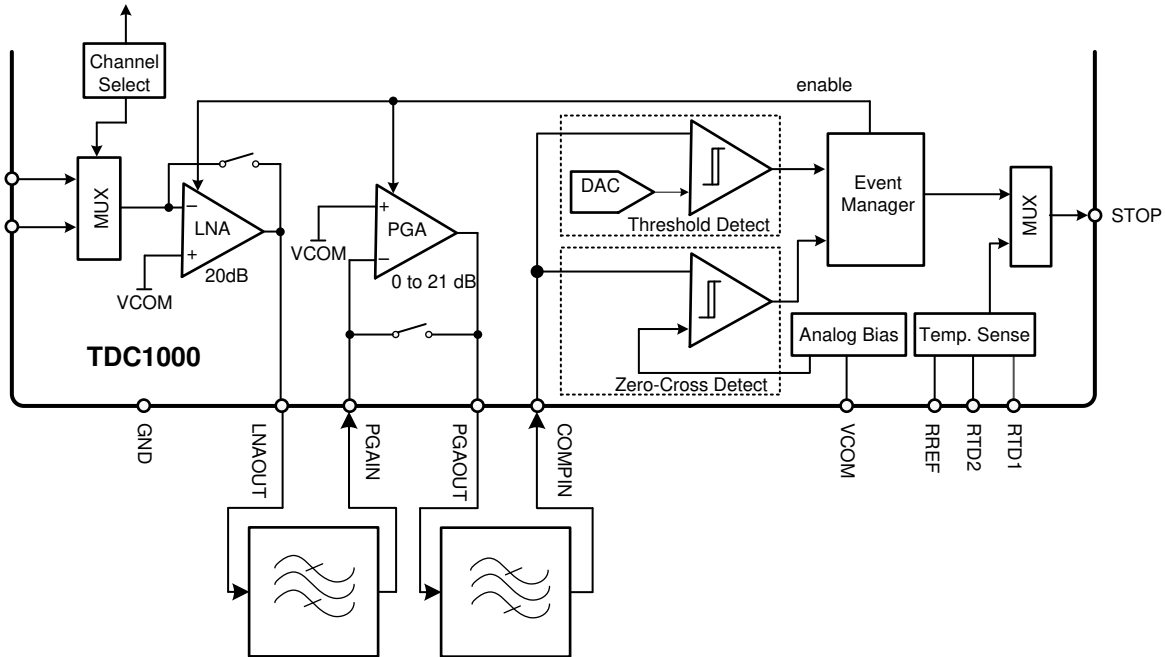 Channel
Select
enable
MUX
LNA
20dB
VCOM
PGA
VCOM
0 to 21 dB
DAC
Threshold Detect
Event
Manager
MUX
STOP
Zero-Cross Detect
Analog Bias
Temp. Sense
TDC1000
GND
LNAOUT
PGAIN
PGAOUT
COMPIN
VCOM
RREF
RTD2
RTD1